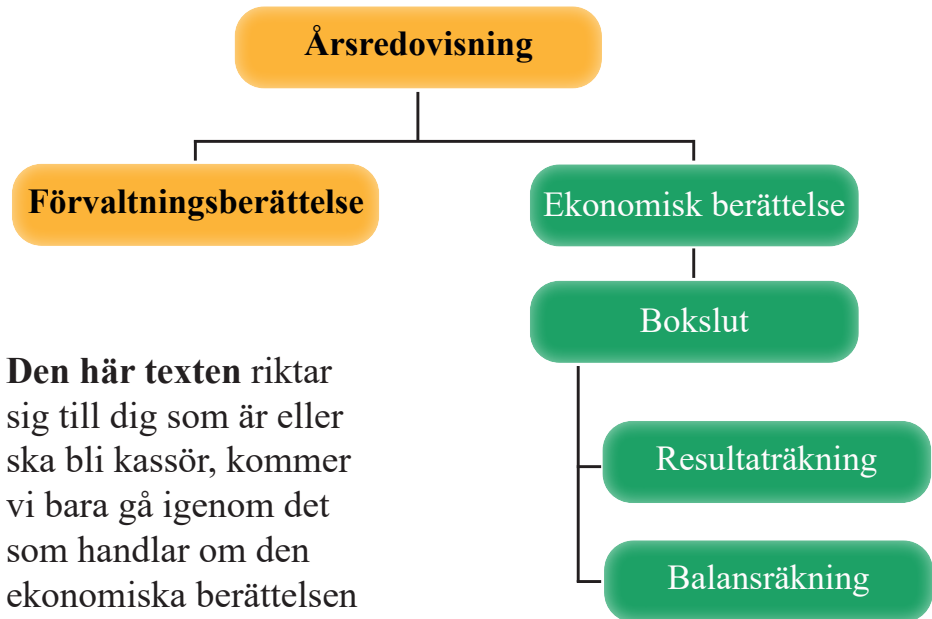 Årsredovisning
Förvaltningsberättelse
Ekonomisk berättelse
Bokslut
Resultaträkning
Balansräkning
Den här texten riktar
sig till dig som är eller
ska bli kassör, kommer
vi bara gå igenom det
som handlar om den
ekonomiska berättelsen